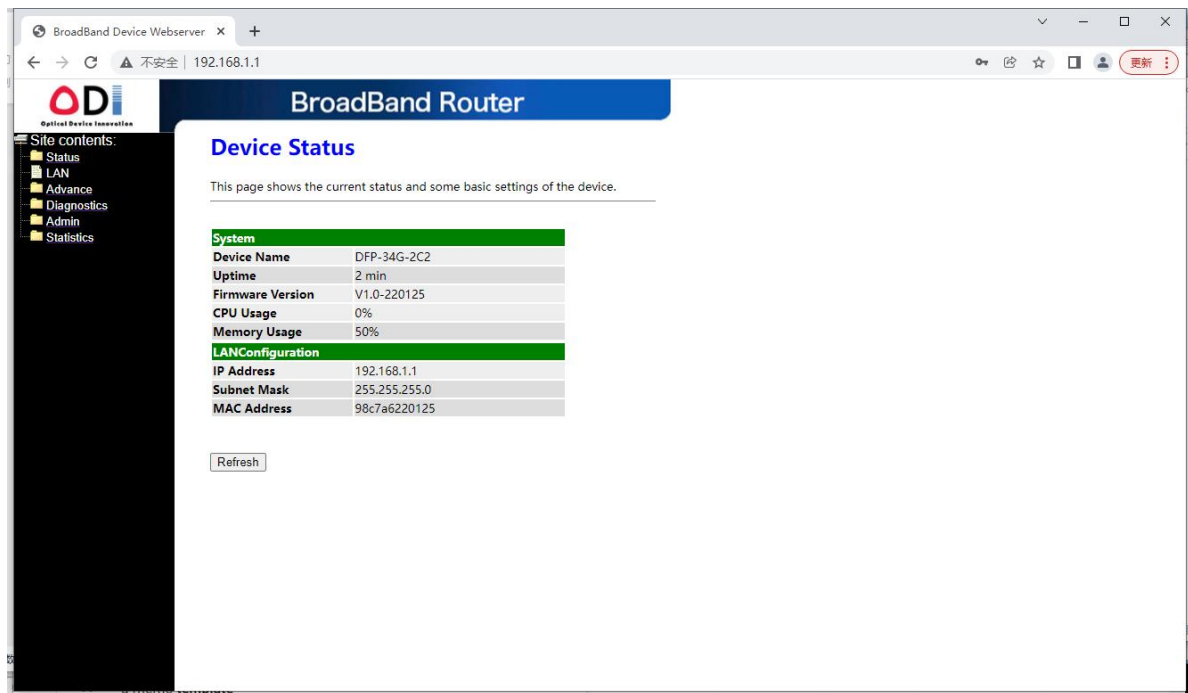 BroadBand Device Webserver
不安全 192.168.1.1
更新
ODi
Optical Device Innovation
BroadBand Router
Site contents:
Status
LAN
Advance
Diagnostics
Admin
Statistics
Device Status
This page shows the current status and some basic settings of the device.
System
Device Name DFP-34G-2C2
Uptime 2 min
Firmware Version V1.0-220125
CPU Usage 0%
Memory Usage 50%
LANConfiguration
IP Address 192.168.1.1
Subnet Mask 255.255.255.0
MAC Address 98c7a6220125
Refresh